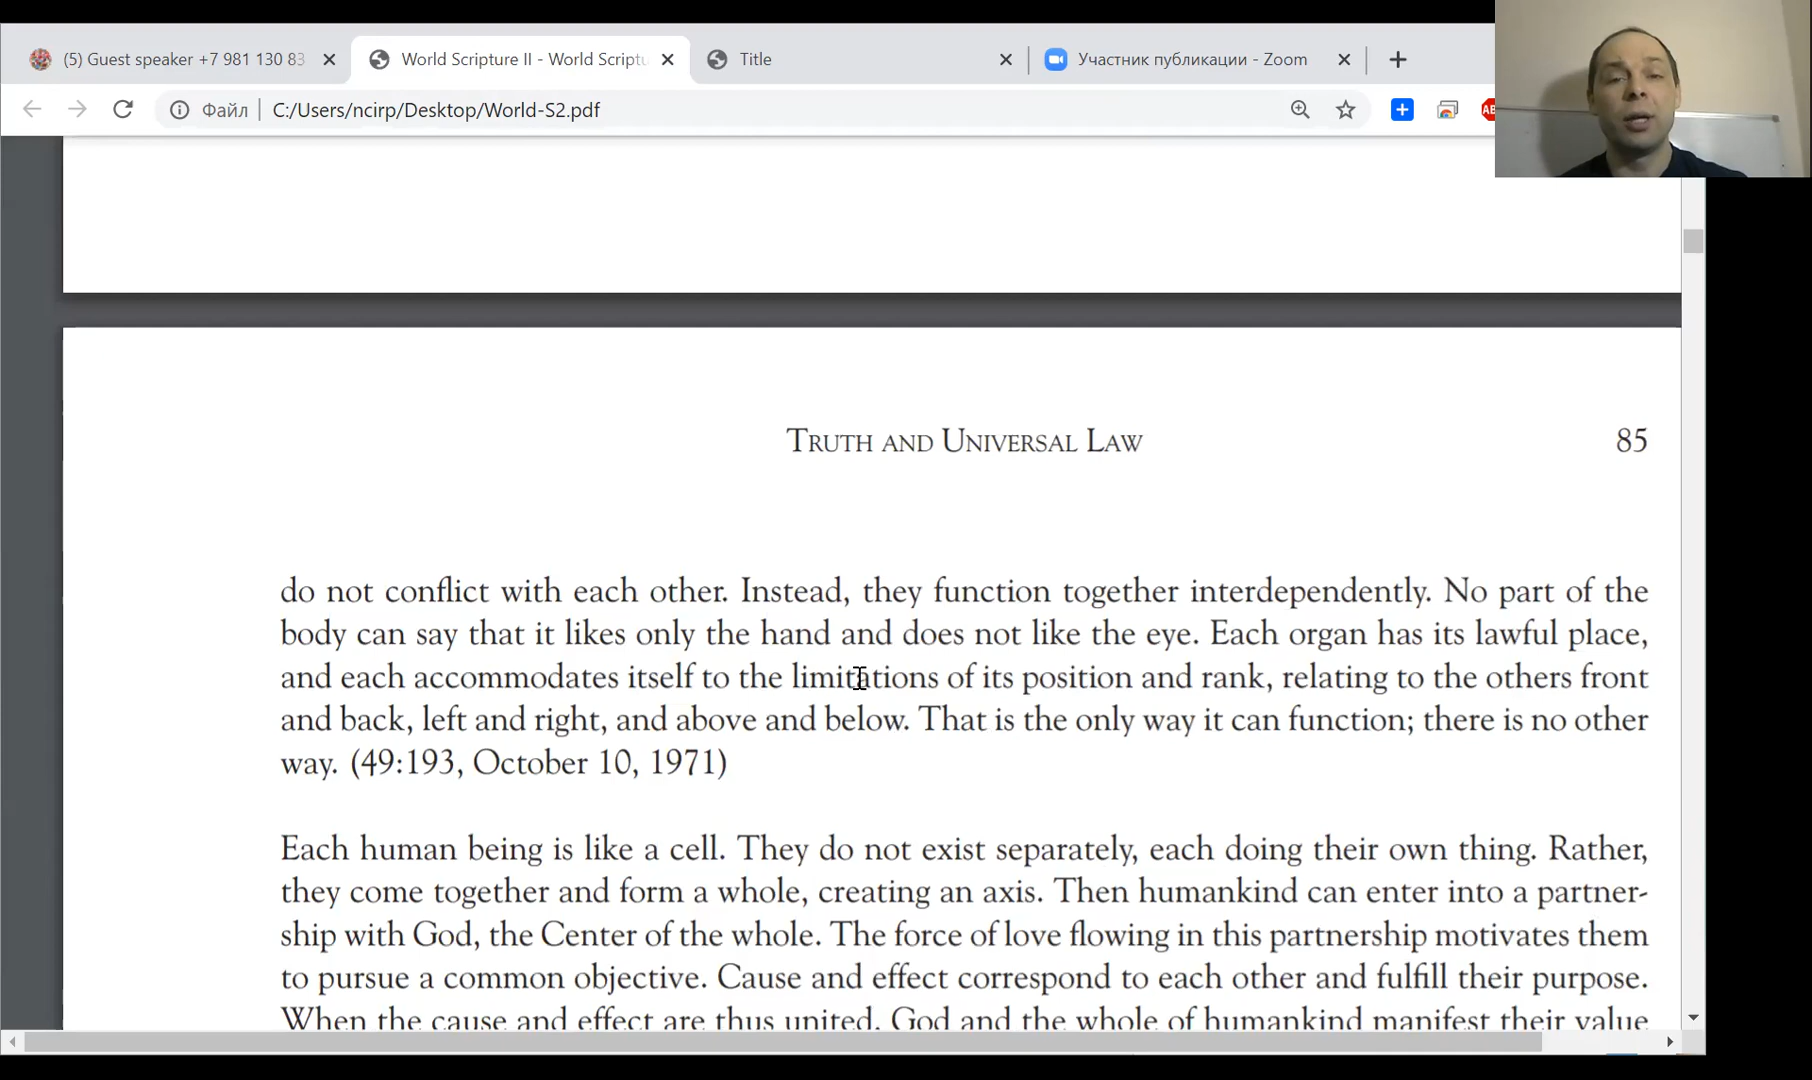 (5) Guest speaker +7 981 130 83
World Scripture II - World Scriptu
Title
Участник публикации - Zoom
Файл
C:/Users/ncirp/Desktop/World-S2.pdf
TRUTH AND UNIVERSAL LAW
85
do not conflict with each other. Instead, they function together interdependently. No part of the
body can say that it likes only the hand and does not like the eye. Each organ has its lawful place,
and each accommodates itself to the limitations of its position and rank, relating to the others front
and back, left and right, and above and below. That is the only way it can function; there is no other
way. (49:193, October 10, 1971)
Each human being is like a cell. They do not exist separately, each doing their own thing. Rather,
they come together and form a whole, creating an axis. Then humankind can enter into a partner-
ship with God, the Center of the whole. The force of love flowing in this partnership motivates them
to pursue a common objective. Cause and effect correspond to each other and fulfill their purpose.
When the cause and effect are thus united, God and the whole of humankind manifest their value